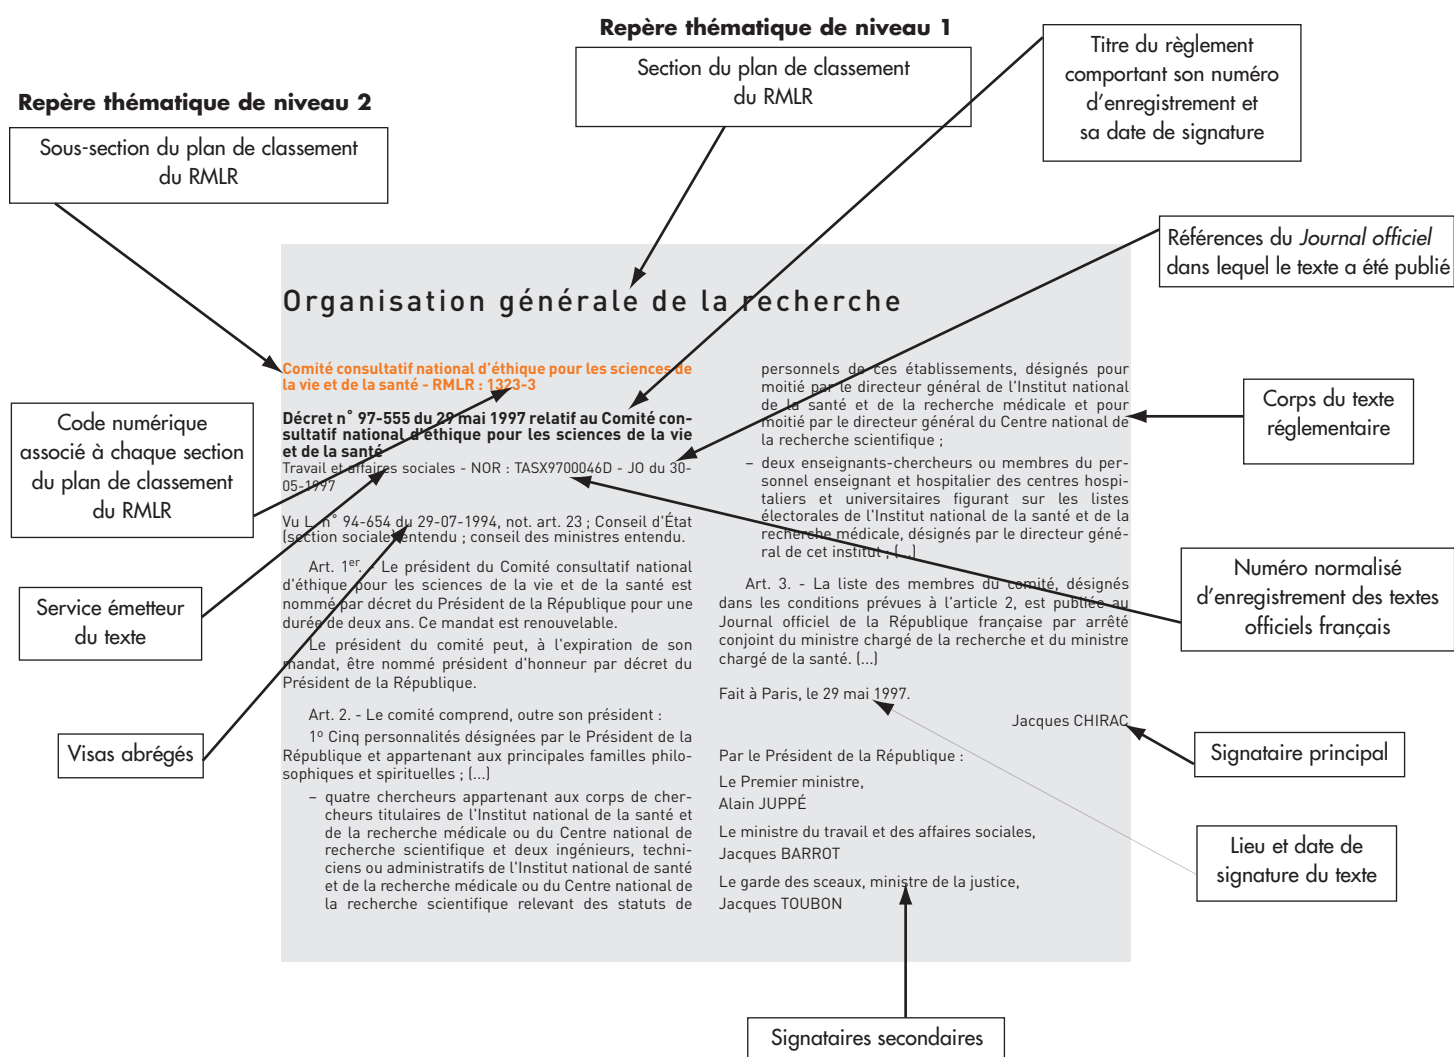 Repère thématique de niveau 1
Section du plan de classement
du RMLR
Titre du règlement
comportant son numéro
d'enregistrement et
sa date de signature
Repère thématique de niveau 2
Sous-section du plan de classement
du RMLR
Références du Journal officiel
dans lequel le texte a été publié
Organisation générale de la recherche
Comité consultatif national d'éthique pour les sciences de
la vie et de la santé - RMLR : 1323-3
Décret n° 97-555 du 29 mai 1997 relatif au Comité con-
sultatif national d'éthique pour les sciences de la vie
et de la santé
Travail et affaires sociales - NOR : TASX9700046D - JO du 30-
05-1997
Vu L. n° 94-654 du 29-07-1994, not. art. 23 ; Conseil d'État
(section sociale) entendu ; conseil des ministres entendu.
Art. 1er. - Le président du Comité consultatif national
d'éthique pour les sciences de la vie et de la santé est
nommé par décret du Président de la République pour une
durée de deux ans. Ce mandat est renouvelable.
Le président du comité peut, à l'expiration de son
mandat, être nommé président d'honneur par décret du
Président de la République.
Art. 2. - Le comité comprend, outre son président :
1º Cinq personnalités désignées par le Président de la
République et appartenant aux principales familles philo-
sophiques et spirituelles ; (...)
– quatre chercheurs appartenant aux corps de cher-
cheurs titulaires de l'Institut national de la santé et
de la recherche médicale ou du Centre national de
recherche scientifique et deux ingénieurs, techni-
ciens ou administratifs de l'Institut national de santé
et de la recherche médicale ou du Centre national de
la recherche scientifique relevant des statuts de
personnels de ces établissements, désignés pour
moitié par le directeur général de l'Institut national
de la santé et de la recherche médicale et pour
moitié par le directeur général du Centre national de
la recherche scientifique ;
– deux enseignants-chercheurs ou membres du per-
sonnel enseignant et hospitalier des centres hospi-
taliers et universitaires figurant sur les listes
électorales de l'Institut national de la santé et de la
recherche médicale, désignés par le directeur géné-
ral de cet institut ; (...)
Art. 3. - La liste des membres du comité, désignés
dans les conditions prévues à l'article 2, est publiée au
Journal officiel de la République française par arrêté
conjoint du ministre chargé de la recherche et du ministre
chargé de la santé. (...)
Fait à Paris, le 29 mai 1997.
Jacques CHIRAC
Par le Président de la République :
Le Premier ministre,
Alain JUPPÉ
Le ministre du travail et des affaires sociales,
Jacques BARROT
Le garde des sceaux, ministre de la justice,
Jacques TOUBON
Code numérique
associé à chaque section
du plan de classement
du RMLR
Service émetteur
du texte
Visas abrégés
Corps du texte
réglementaire
Numéro normalisé
d'enregistrement des textes
officiels français
Signataire principal
Lieu et date de
signature du texte
Signataires secondaires